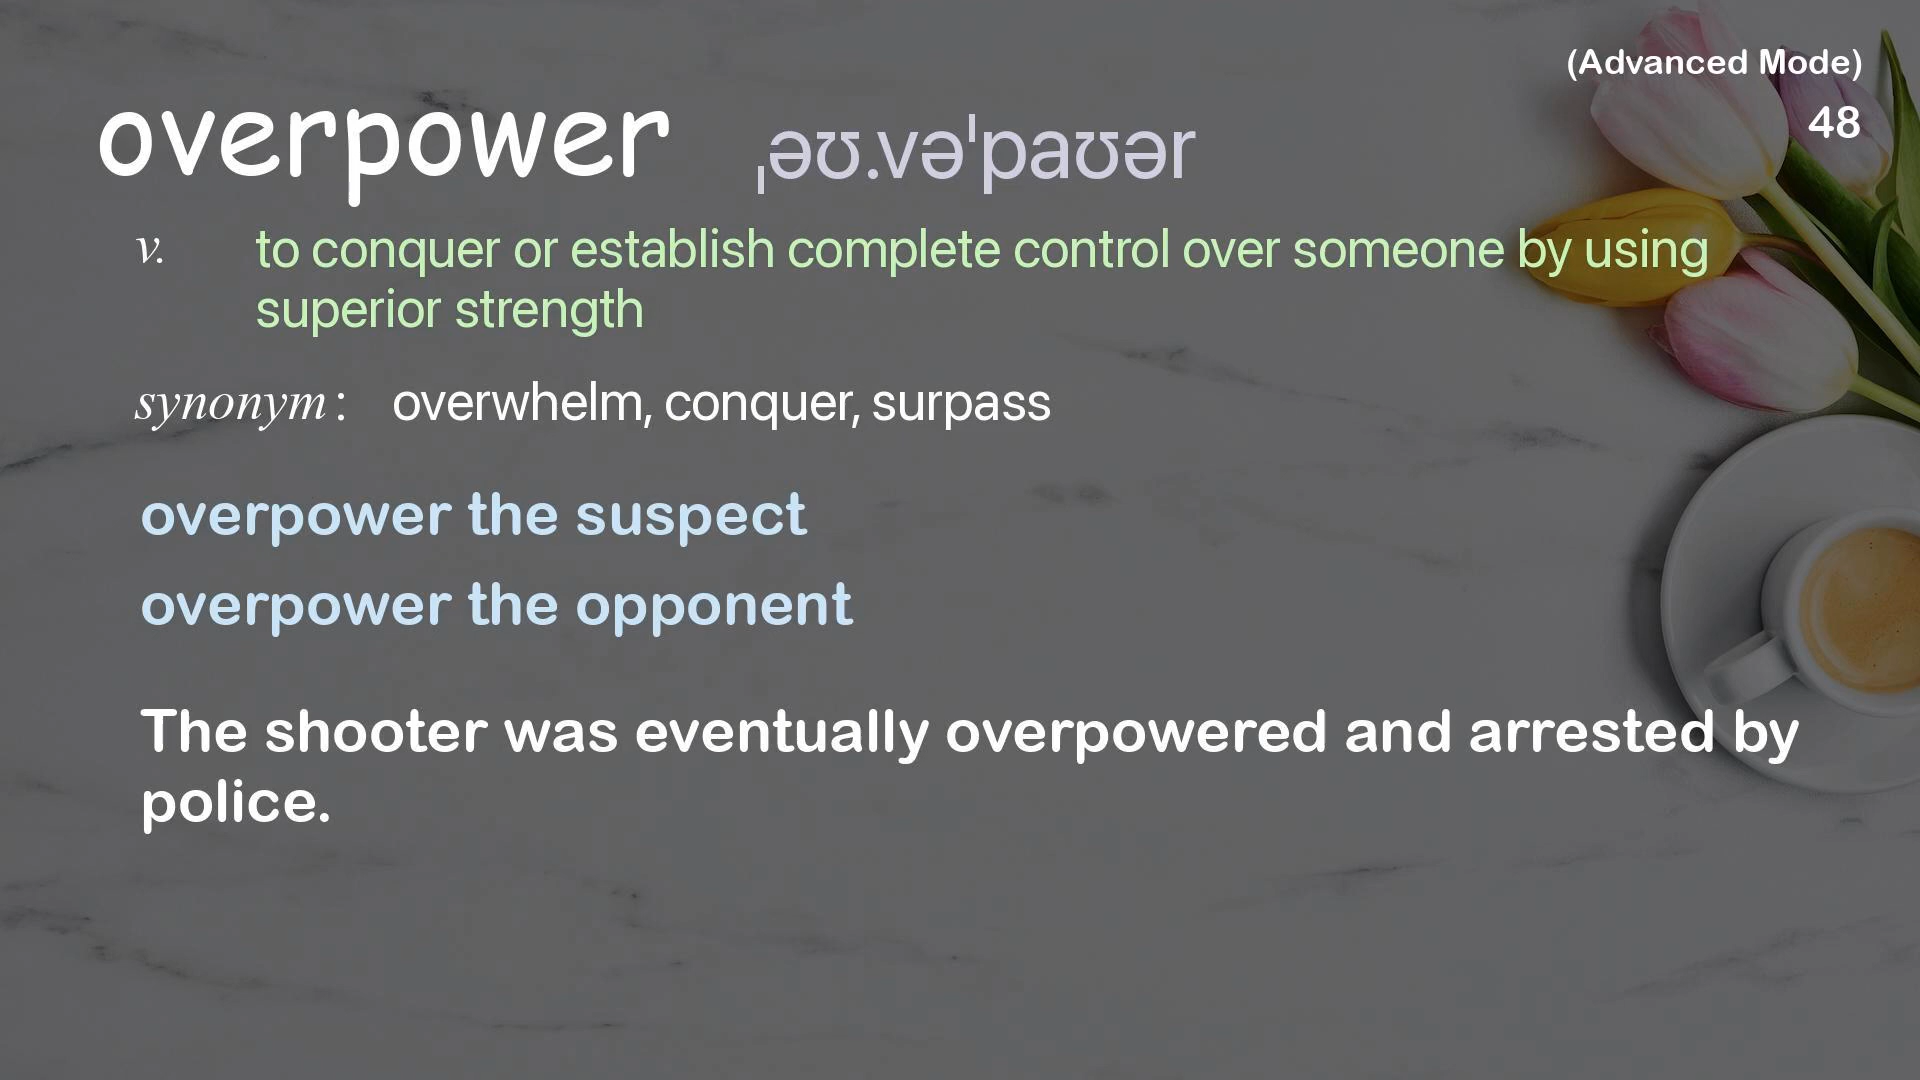 (Advanced Mode)
overpower ˌəʊ.vəˈpaʊər
48
v. to conquer or establish complete control over someone by using
superior strength
synonym : overwhelm, conquer, surpass
overpower the suspect
overpower the opponent
The shooter was eventually overpowered and arrested by
police.